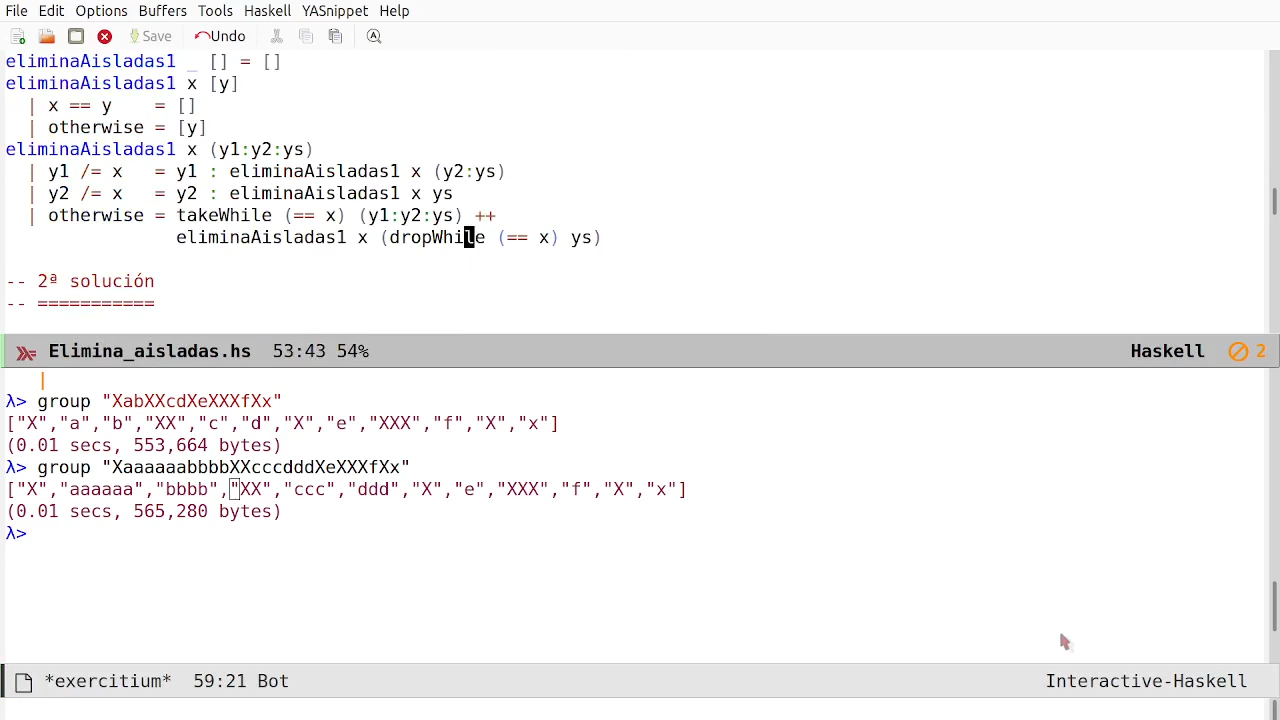 File Edit Options Buffers Tools Haskell YASnippet Help
Save Undo
eliminaAisladas1 _ [] = []
eliminaAisladas1 x [y]
  | x == y    = []
  | otherwise = [y]
eliminaAisladas1 x (y1:y2:ys)
  | y1 /= x   = y1 : eliminaAisladas1 x (y2:ys)
  | y2 /= x   = y2 : eliminaAisladas1 x ys
  | otherwise = takeWhile (== x) (y1:y2:ys) ++
                eliminaAisladas1 x (dropWhile (== x) ys)
-- 2ª solución
-- ===========
Elimina_aisladas.hs 53:43 54% Haskell 2
   |
λ> group "XabXXcdXeXXXfXx"
["X","a","b","XX","c","d","X","e","XXX","f","X","x"]
(0.01 secs, 553,664 bytes)
λ> group "XaaaaaabbbbXXcccdddXeXXXfXx"
["X","aaaaaa","bbbb","XX","ccc","ddd","X","e","XXX","f","X","x"]
(0.01 secs, 565,280 bytes)
λ>
*exercitium* 59:21 Bot Interactive-Haskell